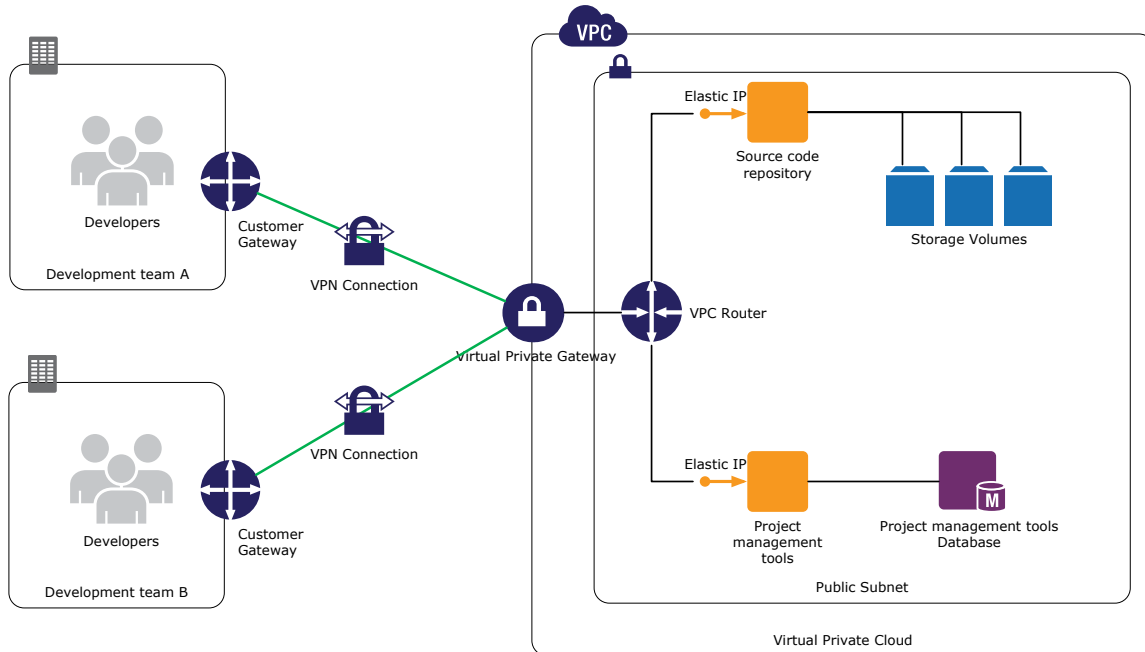 VPC
Elastic IP
Source code
repository
Storage Volumes
Developers
Customer
Gateway
Development team A
VPN Connection
VPC Router
Virtual Private Gateway
VPN Connection
Developers
Customer
Gateway
Development team B
Elastic IP
M
Project
management
tools
Project management tools
Database
Public Subnet
Virtual Private Cloud